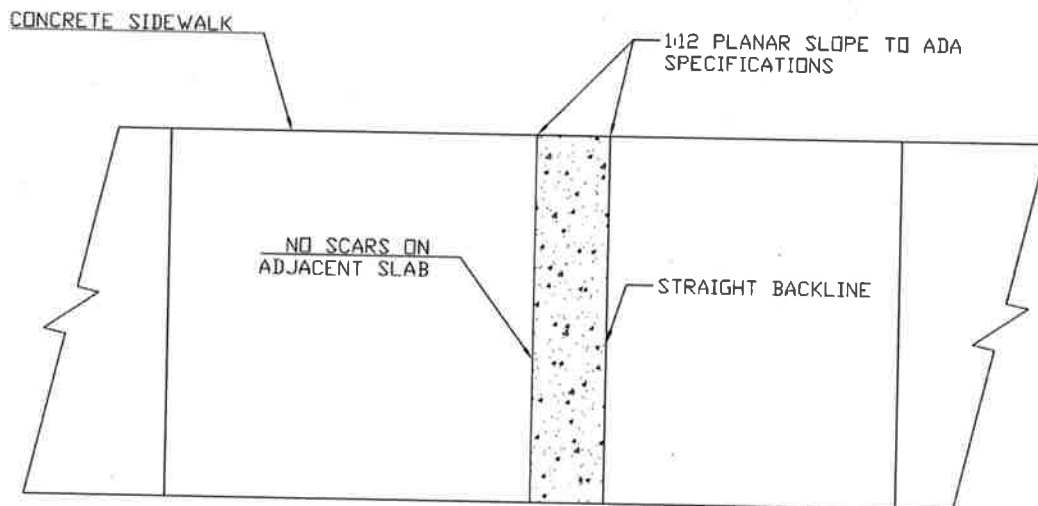 CONCRETE SIDEWALK
1:12 PLANAR SLOPE TO ADA
SPECIFICATIONS
NO SCARS ON
ADJACENT SLAB
STRAIGHT BACKLINE